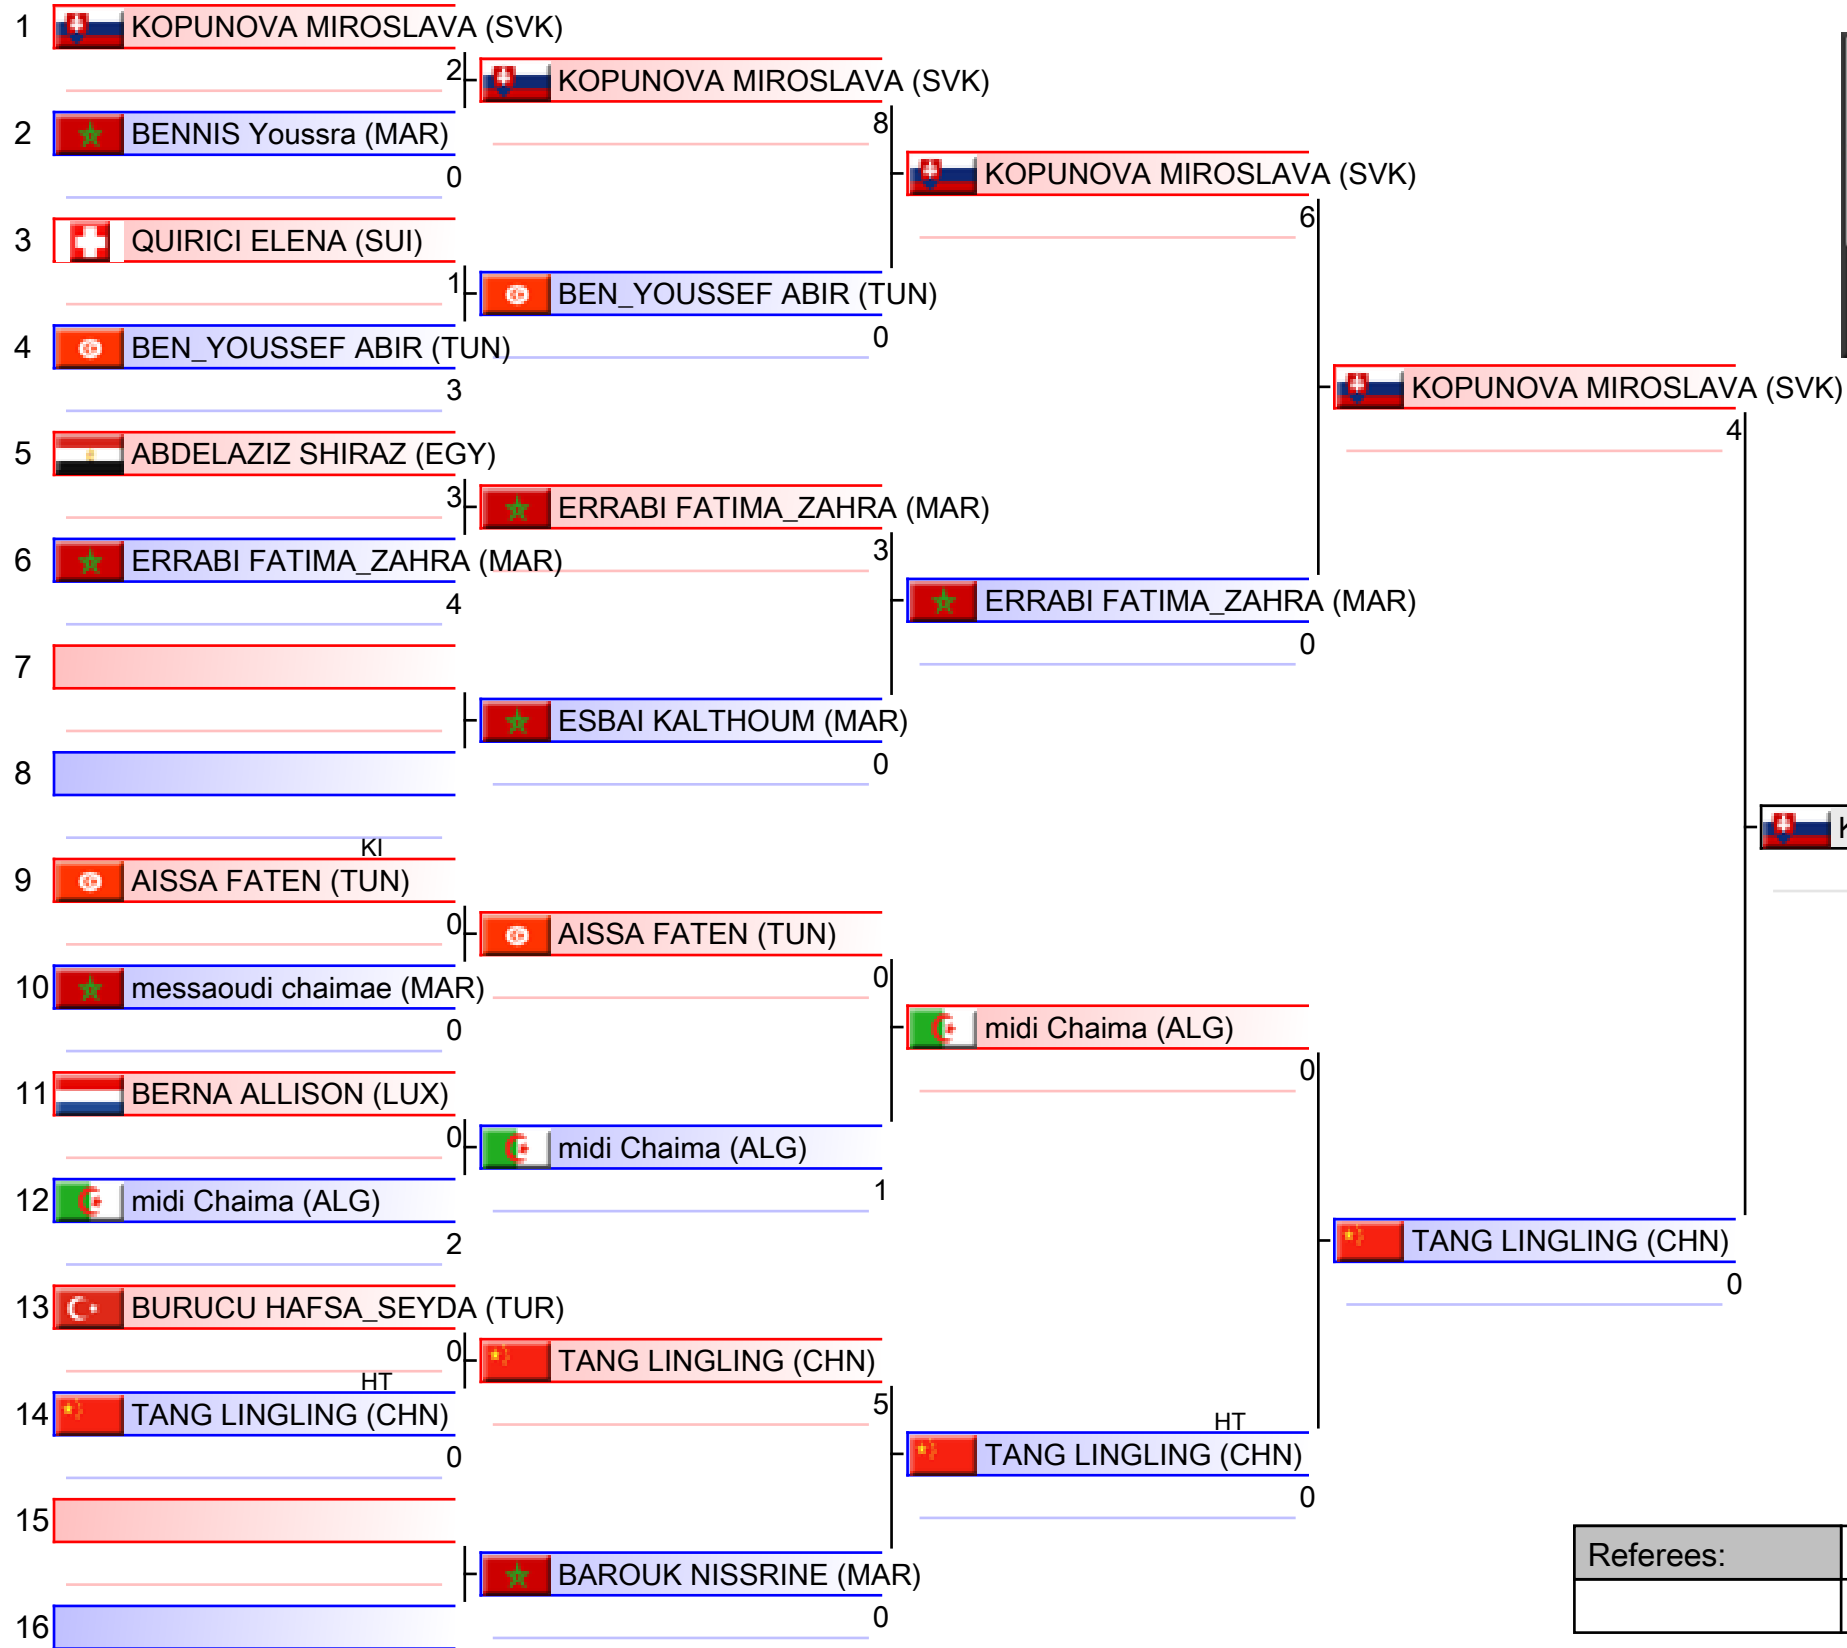 1 KOPUNOVA MIROSLAVA (SVK)
2 KOPUNOVA MIROSLAVA (SVK)
2 BENNIS Youssra (MAR)
8
0 KOPUNOVA MIROSLAVA (SVK)
3 QUIRICI ELENA (SUI)
6
1 BEN_YOUSSEF ABIR (TUN)
4 BEN_YOUSSEF ABIR (TUN)
0
3 KOPUNOVA MIROSLAVA (SVK)
5 ABDELAZIZ SHIRAZ (EGY)
4
3 ERRABI FATIMA_ZAHRA (MAR)
6 ERRABI FATIMA_ZAHRA (MAR)
3
4 ERRABI FATIMA_ZAHRA (MAR)
7
0
ESBAI KALTHOUM (MAR)
8
0
KI
9 AISSA FATEN (TUN)
0 AISSA FATEN (TUN)
10 messaoudi chaimae (MAR)
0
0 midi Chaima (ALG)
11 BERNA ALLISON (LUX)
0
0 midi Chaima (ALG)
12 midi Chaima (ALG)
1
2 TANG LINGLING (CHN)
13 BURUCU HAFSA_SEYDA (TUR)
0
0 TANG LINGLING (CHN)
HT
14 TANG LINGLING (CHN)
5
HT
0 TANG LINGLING (CHN)
15
0
BAROUK NISSRINE (MAR)
16
0
Referees: